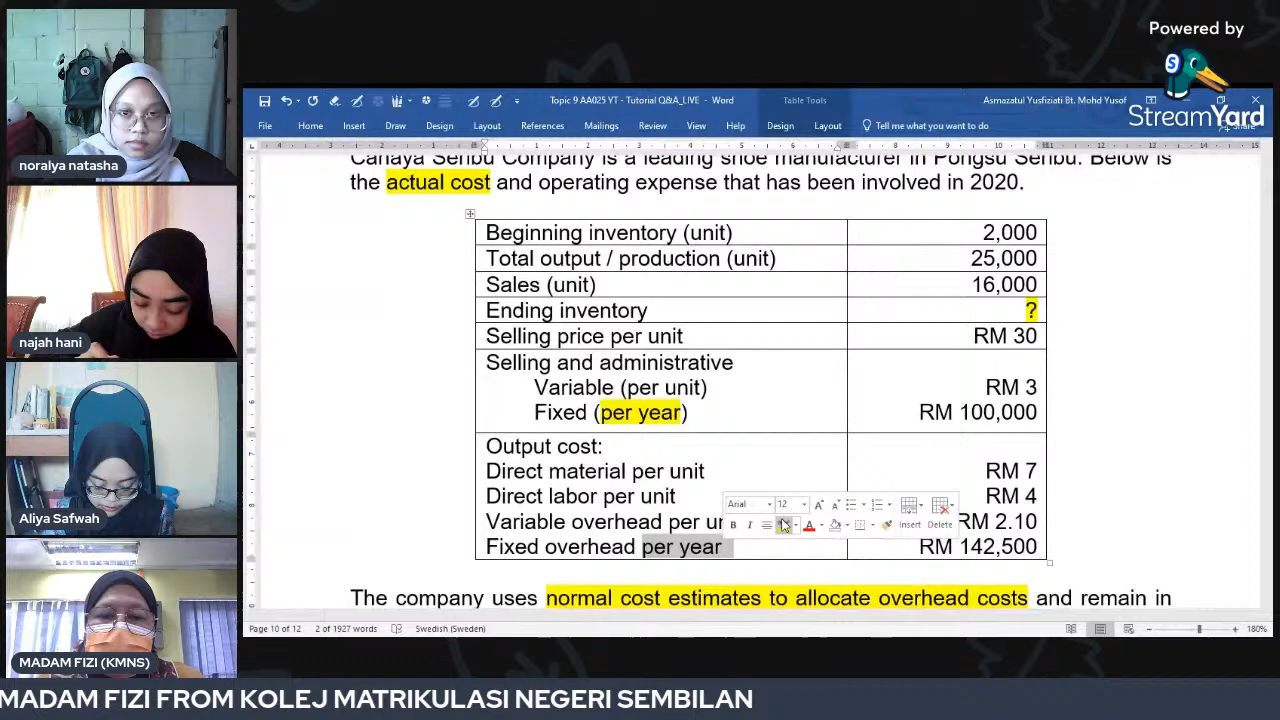 Powered by
StreamYard
noralya natasha
najah hani
Aliya Safwah
MADAM FIZI (KMNS)
Topic 9 AA025 YT - Tutorial Q&A_LIVE - Word
Table Tools
Asmazatul Yusfiziati Bt. Mohd Yusof
File Home Insert Draw Design Layout References Mailings Review View Help Design Layout Tell me what you want to do
Cahaya Seribu Company is a leading shoe manufacturer in Pongsu Seribu. Below is
the actual cost and operating expense that has been involved in 2020.
Beginning inventory (unit) 2,000
Total output / production (unit) 25,000
Sales (unit) 16,000
Ending inventory ?
Selling price per unit RM 30
Selling and administrative
Variable (per unit) RM 3
Fixed (per year) RM 100,000
Output cost:
Direct material per unit RM 7
Direct labor per unit RM 4
Variable overhead per un RM 2.10
Fixed overhead per year RM 142,500
Arial 12
Insert Delete
The company uses normal cost estimates to allocate overhead costs and remain in
Page 10 of 12 2 of 1927 words Swedish (Sweden) 180%
MADAM FIZI FROM KOLEJ MATRIKULASI NEGERI SEMBILAN